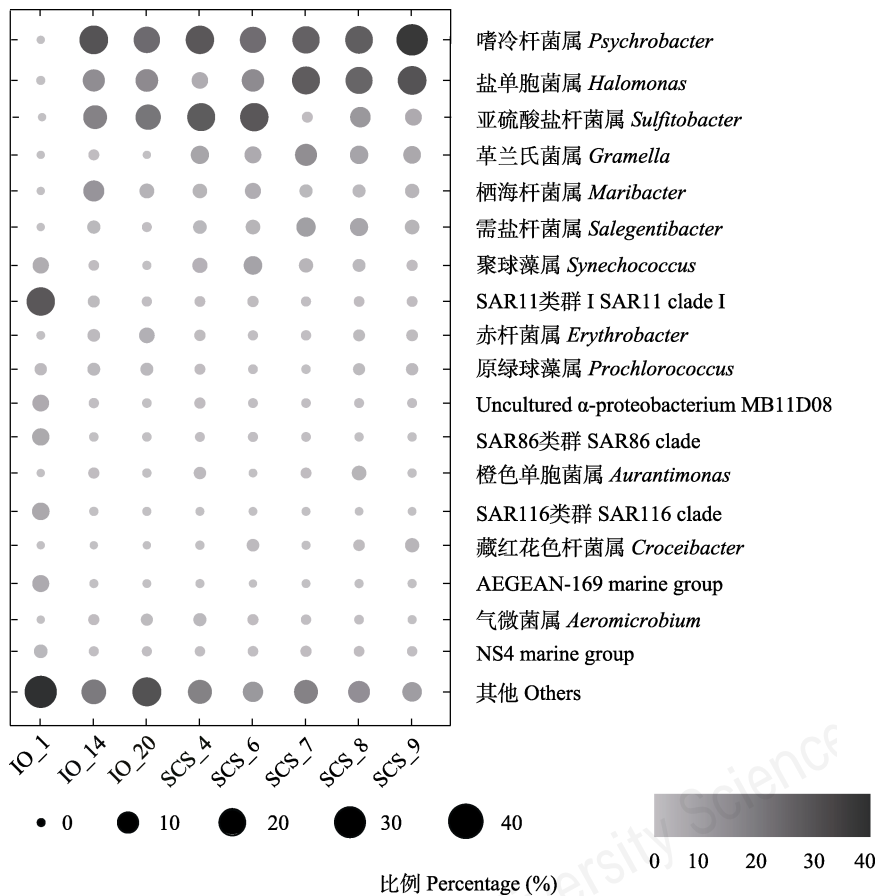 嗜冷杆菌属 Psychrobacter
盐单胞菌属 Halomonas
亚硫酸盐杆菌属 Sulfitobacter
革兰氏菌属 Gramella
栖海杆菌属 Maribacter
需盐杆菌属 Salegentibacter
聚球藻属 Synechococcus
SAR11类群 I SAR11 clade I
赤杆菌属 Erythrobacter
原绿球藻属 Prochlorococcus
Uncultured α-proteobacterium MB11D08
SAR86类群 SAR86 clade
橙色单胞菌属 Aurantimonas
SAR116类群 SAR116 clade
藏红花色杆菌属 Croceibacter
AEGEAN-169 marine group
气微菌属 Aeromicrobium
NS4 marine group
其他 Others
IO_1 IO_14 IO_20 SCS_4 SCS_6 SCS_7 SCS_8 SCS_9
0 10 20 30 40
0 10 20 30 40
比例 Percentage (%)
ersity Science